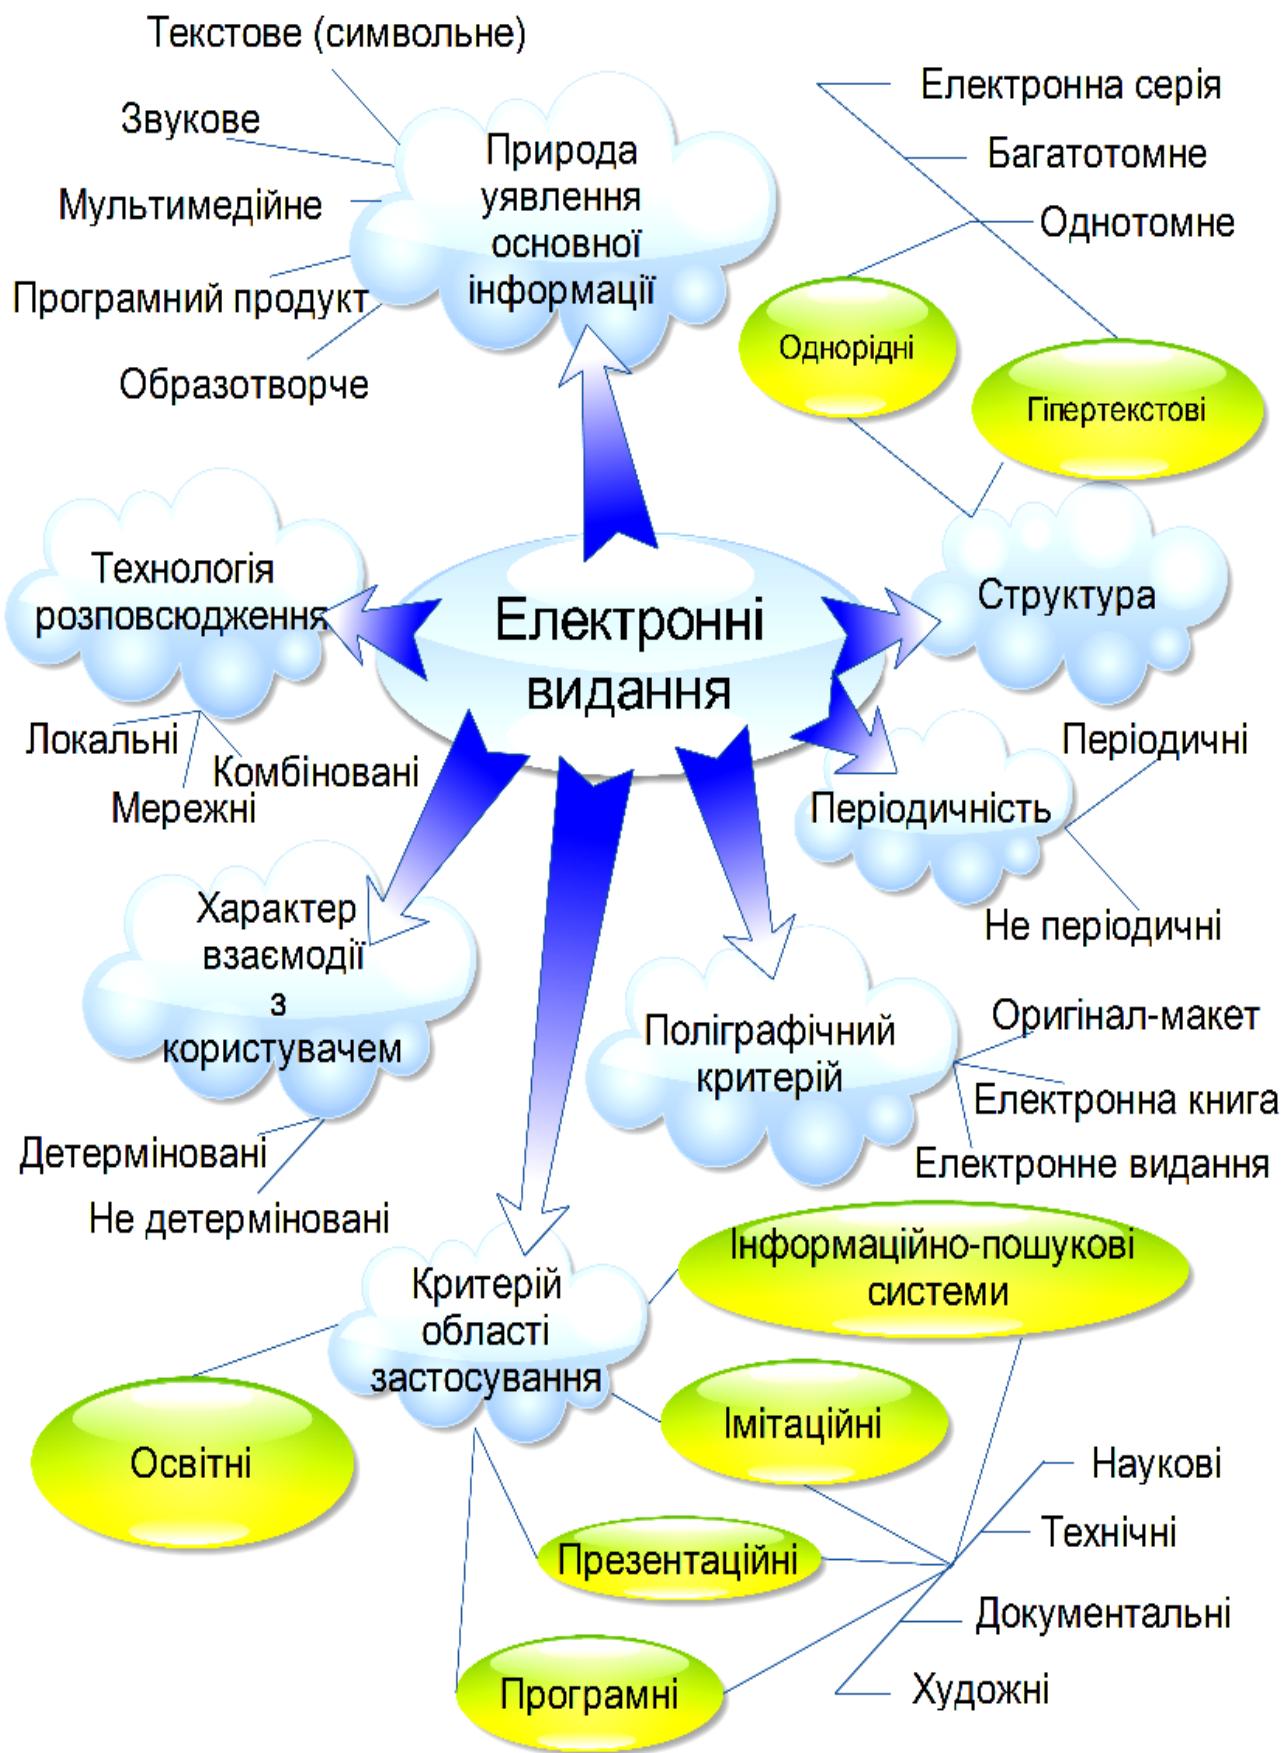 Текстове (символьне)
Звукове
Мультимедійне
Програмний продукт
Образотворче
Природа
уявлення
основної
інформації
Електронна серія
Багатотомне
Однотомне
Однорідні
Гіпертекстові
Структура
Технологія
розповсюдження
Локальні
Комбіновані
Мережні
Електронні
видання
Періодичність
Періодичні
Не періодичні
Характер
взаємодії
з
користувачем
Детерміновані
Не детерміновані
Поліграфічний
критерій
Оригінал-макет
Електронна книга
Електронне видання
Критерій
області
застосування
Інформаційно-пошукові
системи
Освітні
Імітаційні
Презентаційні
Програмні
Наукові
Технічні
Документальні
Художні